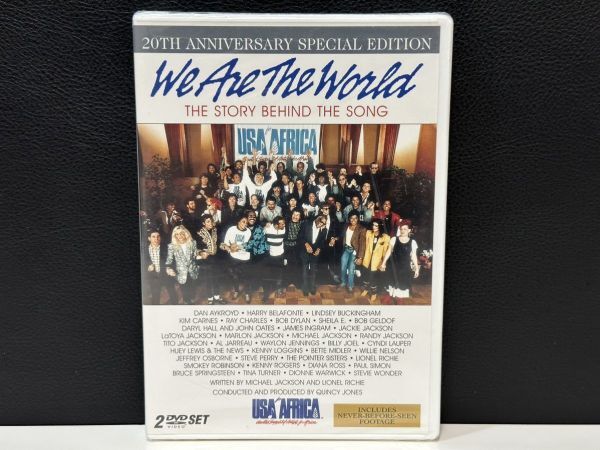 20TH ANNIVERSARY SPECIAL EDITION
We Are The World
THE STORY BEHIND THE SONG
USA AFRICA
DAN AYKROYD • HARRY BELAFONTE • LINDSEY BUCKINGHAM
KIM CARNES • RAY CHARLES • BOB DYLAN • SHEILA E. • BOB GELDOF
DARYL HALL AND JOHN OATES • JAMES INGRAM • JACKIE JACKSON
LaTOYA JACKSON • MARLON JACKSON • MICHAEL JACKSON • RANDY JACKSON
TITO JACKSON • AL JARREAU • WAYLON JENNINGS • BILLY JOEL • CYNDI LAUPER
HUEY LEWIS & THE NEWS • KENNY LOGGINS • BETTE MIDLER • WILLIE NELSON
JEFFREY OSBORNE • STEVE PERRY • THE POINTER SISTERS • LIONEL RICHIE
SMOKEY ROBINSON • KENNY ROGERS • DIANA ROSS • PAUL SIMON
BRUCE SPRINGSTEEN • TINA TURNER • DIONNE WARWICK • STEVIE WONDER
WRITTEN BY MICHAEL JACKSON AND LIONEL RICHIE
CONDUCTED AND PRODUCED BY QUINCY JONES
2 DVD VIDEO SET
USA AFRICA
United Support of Artists for Africa
INCLUDES
NEVER-BEFORE-SEEN
FOOTAGE